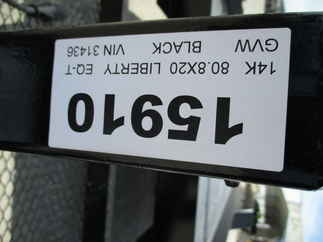 15910
14K 80.8X20 LIBERTY EQ-T
GVW BLACK VIN 31436